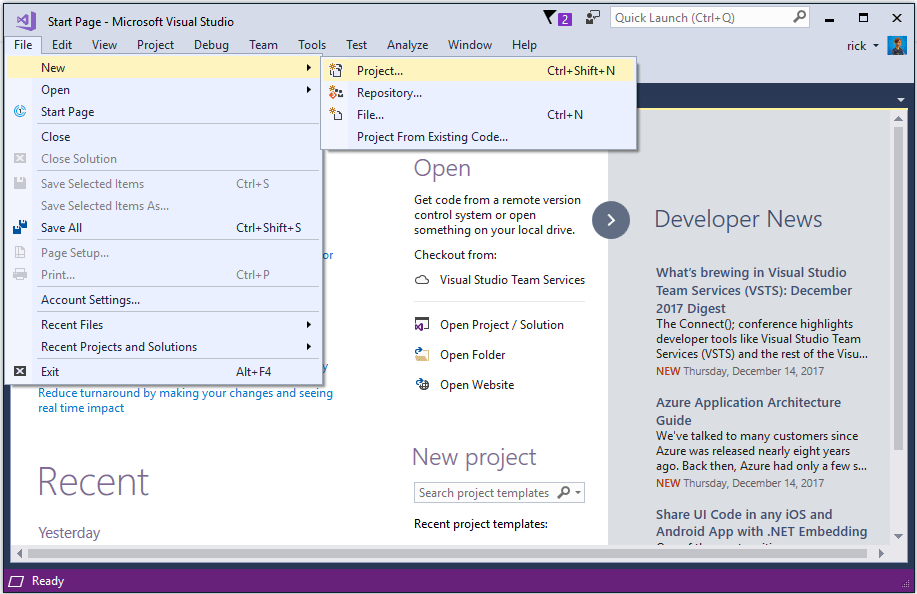 Start Page - Microsoft Visual Studio
2
Quick Launch (Ctrl+Q)
File Edit View Project Debug Team Tools Test Analyze Window Help
rick
New
Open
Start Page
Close
Close Solution
Save Selected Items Ctrl+S
Save Selected Items As...
Save All Ctrl+Shift+S
Page Setup...
Print... Ctrl+P
Account Settings...
Recent Files
Recent Projects and Solutions
Exit Alt+F4
Project... Ctrl+Shift+N
Repository...
File... Ctrl+N
Project From Existing Code...
or
y
Reduce turnaround by making your changes and seeing
real time impact
Recent
Yesterday
Open
Get code from a remote version
control system or open
something on your local drive.
Checkout from:
Visual Studio Team Services
Open Project / Solution
Open Folder
Open Website
New project
Search project templates
Recent project templates:
Developer News
What's brewing in Visual Studio
Team Services (VSTS): December
2017 Digest
The Connect(); conference highlights
developer tools like Visual Studio Team
Services (VSTS) and the rest of the Visu...
NEW Thursday, December 14, 2017
Azure Application Architecture
Guide
We've talked to many customers since
Azure was released nearly eight years
ago. Back then, Azure had only a few s...
NEW Thursday, December 14, 2017
Share UI Code in any iOS and
Android App with .NET Embedding
Ready